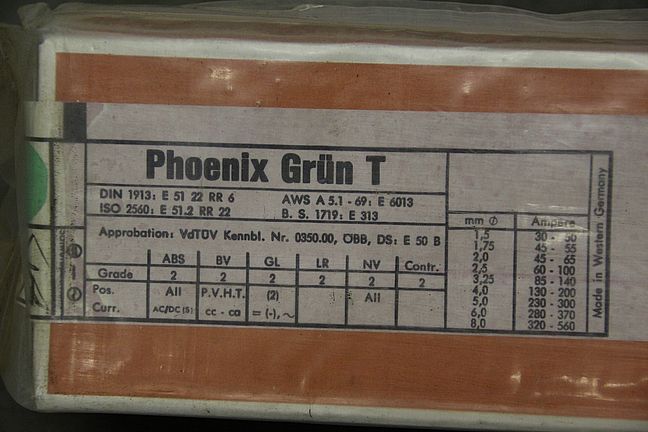 Phoenix Grün T
DIN 1913: E 51 22 RR 6 AWS A 5.1 - 69: E 6013
ISO 2560: E 51.2 RR 22 B. S. 1719: E 313
Approbation: VdTÜV Kennbl. Nr. 0350.00, ÖBB, DS: E 50 B
ABS BV GL LR NV Contr.
Grade 2 2 2 2 2 2
Pos. All P.V.H.T. (2) All
Curr. AC/DC (S) cc - ca = (-), ~
mm Ø Ampere
1,5 30 - 50
1,75 45 - 55
2,0 45 - 65
2,5 60 - 100
3,25 85 - 140
4,0 130 - 200
5,0 230 - 300
6,0 280 - 370
8,0 320 - 560
Made in Western Germany